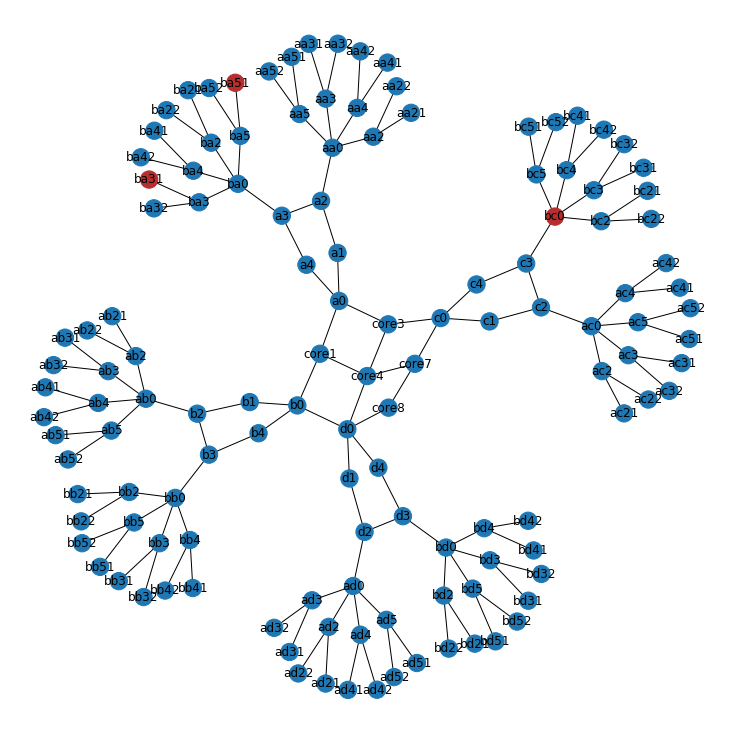 aa31 aa32
aa51 aa42
aa52 aa41
ba51
ba21 ba52 aa22
aa3
ba22 aa5 aa4 aa21
bc41
ba41 ba5 aa2 bc51 bc52 bc42
ba2 aa0 bc32
ba42
ba4 bc4 bc31
ba31 ba0 bc5
ba3 bc3 bc21
ba32 a2 bc0 bc2 bc22
a3
a1
a4 c3 ac42
c4 ac4 ac41
a0 c2 ac52
ab21 core3 c0 c1 ac0 ac5
ab22
ab31 ac51
ab2 core1 ac3 ac31
ab32 ab3 core4 core7 ac2
ab41 ac32
ab4 ab0 b1 b0 core8 ac22
ab42 b2 ac21
ab51 ab5 b4 d0
ab52 b3
d4
d1
bb21 bb2 bb0
bb22 bb5 d3 bd4 bd42
d2
bb52 bb3 bb4 bd0 bd41
bb51 bd3 bd32
bb31 ad0 bd5
bb32 bb42 bb41 ad3 bd2 bd31
ad5
ad32 ad2 ad4 bd52
ad31 bd21 bd51
bd22
ad22 ad51
ad21 ad52
ad41 ad42